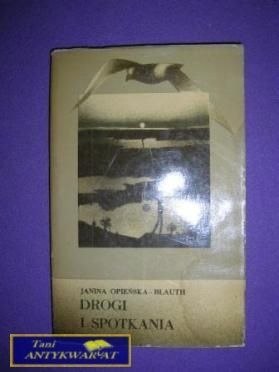 JANINA OPIEŃSKA-BLAUTH
DROGI
I SPOTKANIA
Tani
ANTYKWARIAT